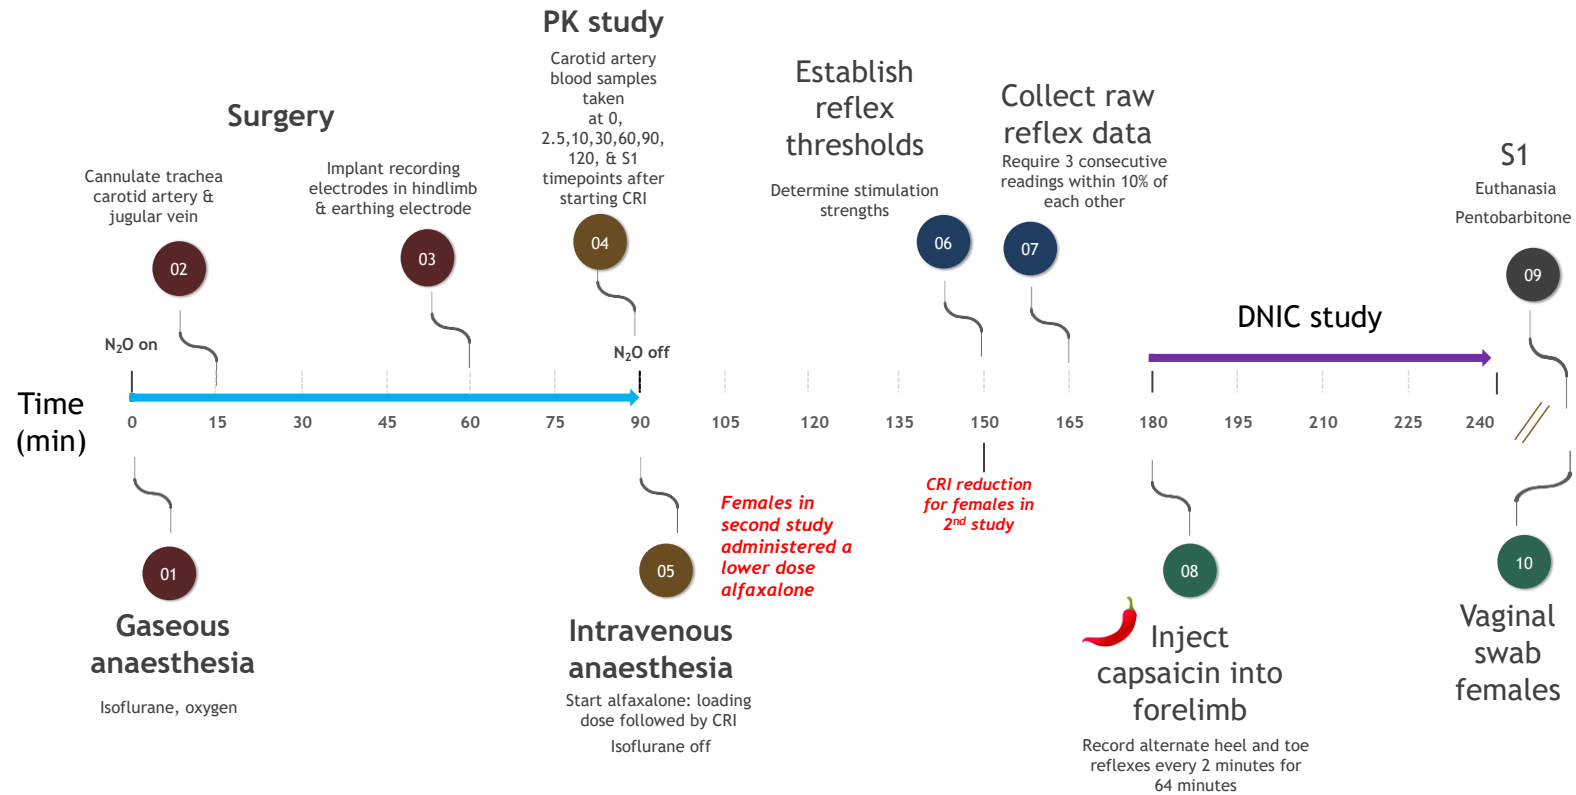 PK study
Carotid artery
blood samples
taken
at 0,
2.5,10,30,60,90,
120, & S1
timepoints after
starting CRI
04
Surgery
Cannulate trachea
carotid artery &
jugular vein
02
Implant recording
electrodes in hindlimb
& earthing electrode
03
Establish
reflex
thresholds
Determine stimulation
strengths
06
Collect raw
reflex data
Require 3 consecutive
readings within 10% of
each other
07
S1
Euthanasia
Pentobarbitone
09
DNIC study
N2O on
N2O off
Time
(min)
0 15 30 45 60 75 90 105 120 135 150 165 180 195 210 225 240
01
Gaseous
anaesthesia
Isoflurane, oxygen
05
Intravenous
anaesthesia
Start alfaxalone: loading
dose followed by CRI
Isoflurane off
Females in
second study
administered a
lower dose
alfaxalone
CRI reduction
for females in
2nd study
08
Inject
capsaicin into
forelimb
Record alternate heel and toe
reflexes every 2 minutes for
64 minutes
10
Vaginal
swab
females